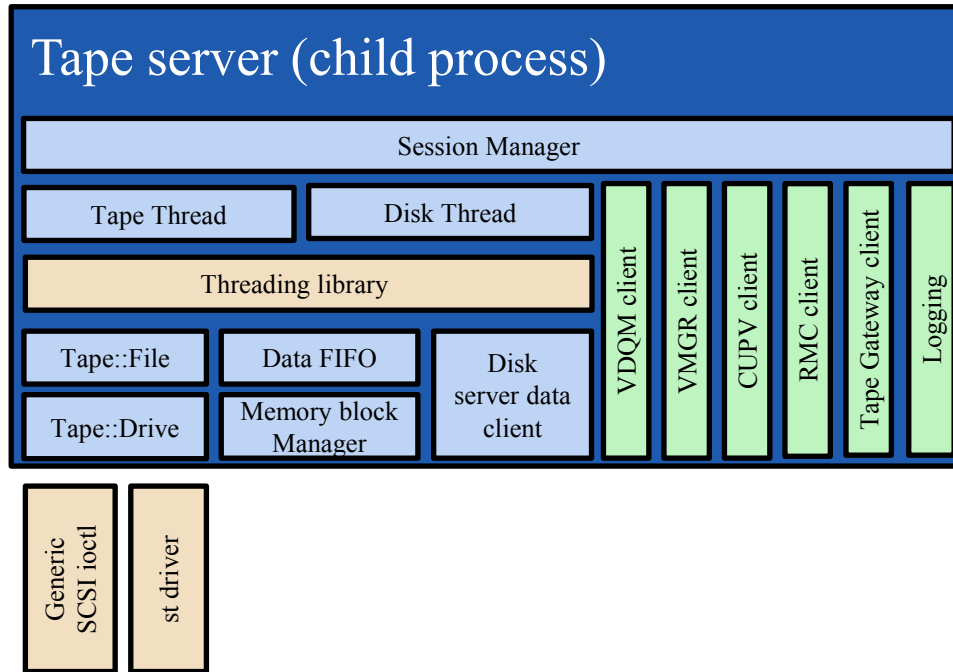 Tape server (child process)
Session Manager
Tape Thread
Disk Thread
Threading library
Tape::File
Data FIFO
Disk
server data
client
Tape::Drive
Memory block
Manager
VDQM client
VMGR client
CUPV client
RMC client
Tape Gateway client
Logging
Generic
SCSI ioctl
st driver